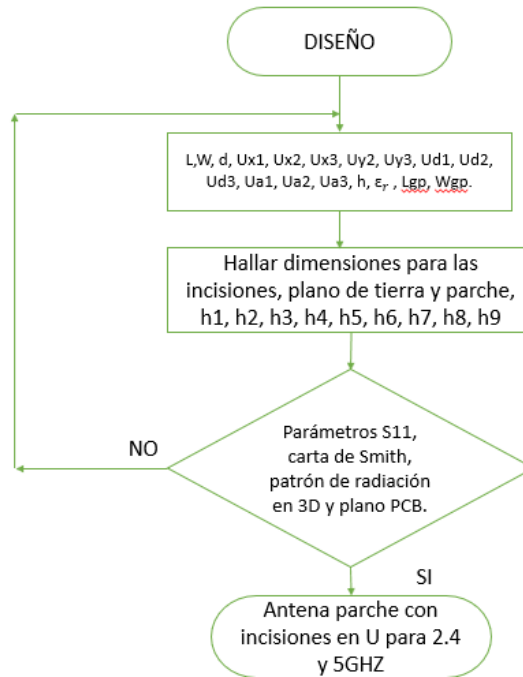 DISEÑO
L,W, d, Ux1, Ux2, Ux3, Uy2, Uy3, Ud1, Ud2,
Ud3, Ua1, Ua2, Ua3, h, εᵣ , Lgp, Wgp.
Hallar dimensiones para las
incisiones, plano de tierra y parche,
h1, h2, h3, h4, h5, h6, h7, h8, h9
NO
Parámetros S11,
carta de Smith,
patrón de radiación
en 3D y plano PCB.
SI
Antena parche con
incisiones en U para 2.4
y 5GHZ